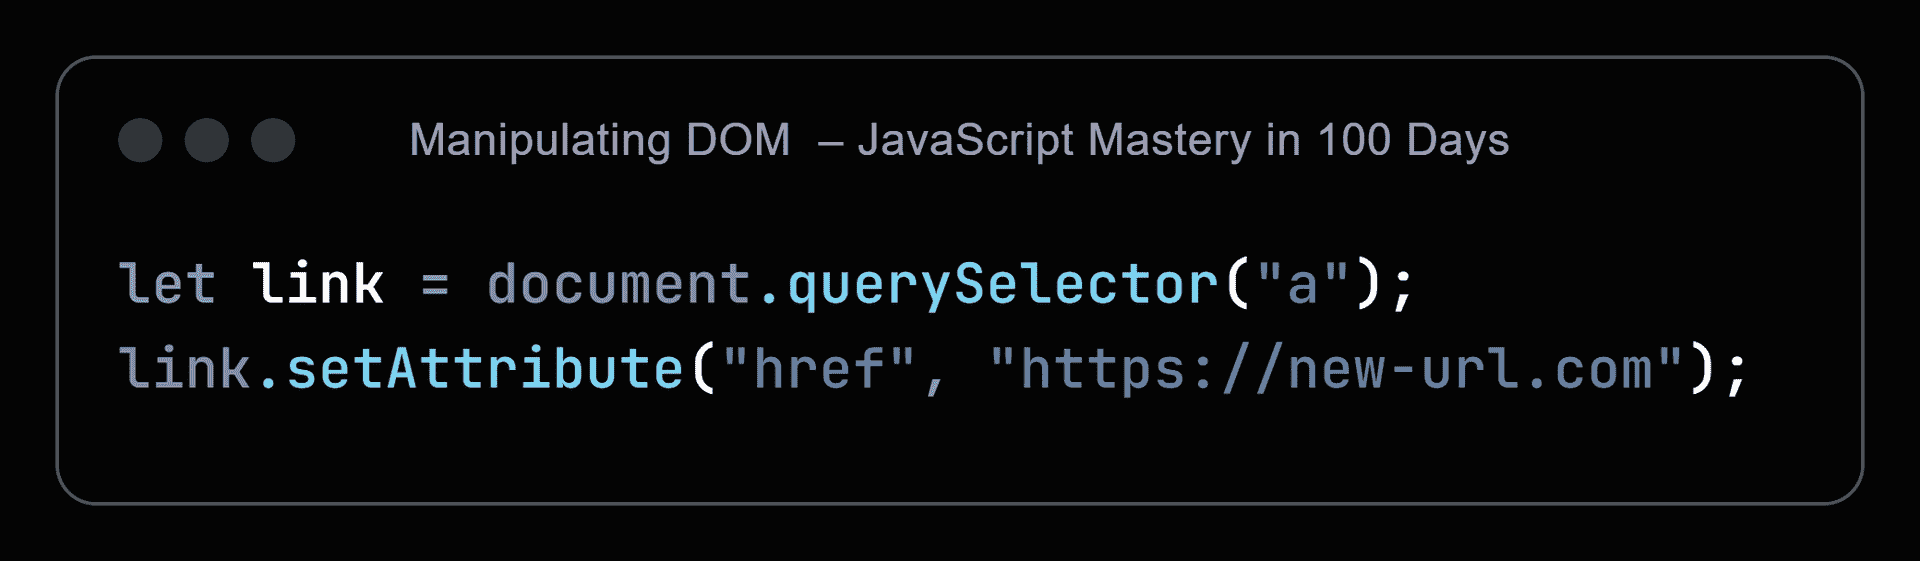 Manipulating DOM – JavaScript Mastery in 100 Days
let link = document.querySelector("a");
link.setAttribute("href", "https://new-url.com");